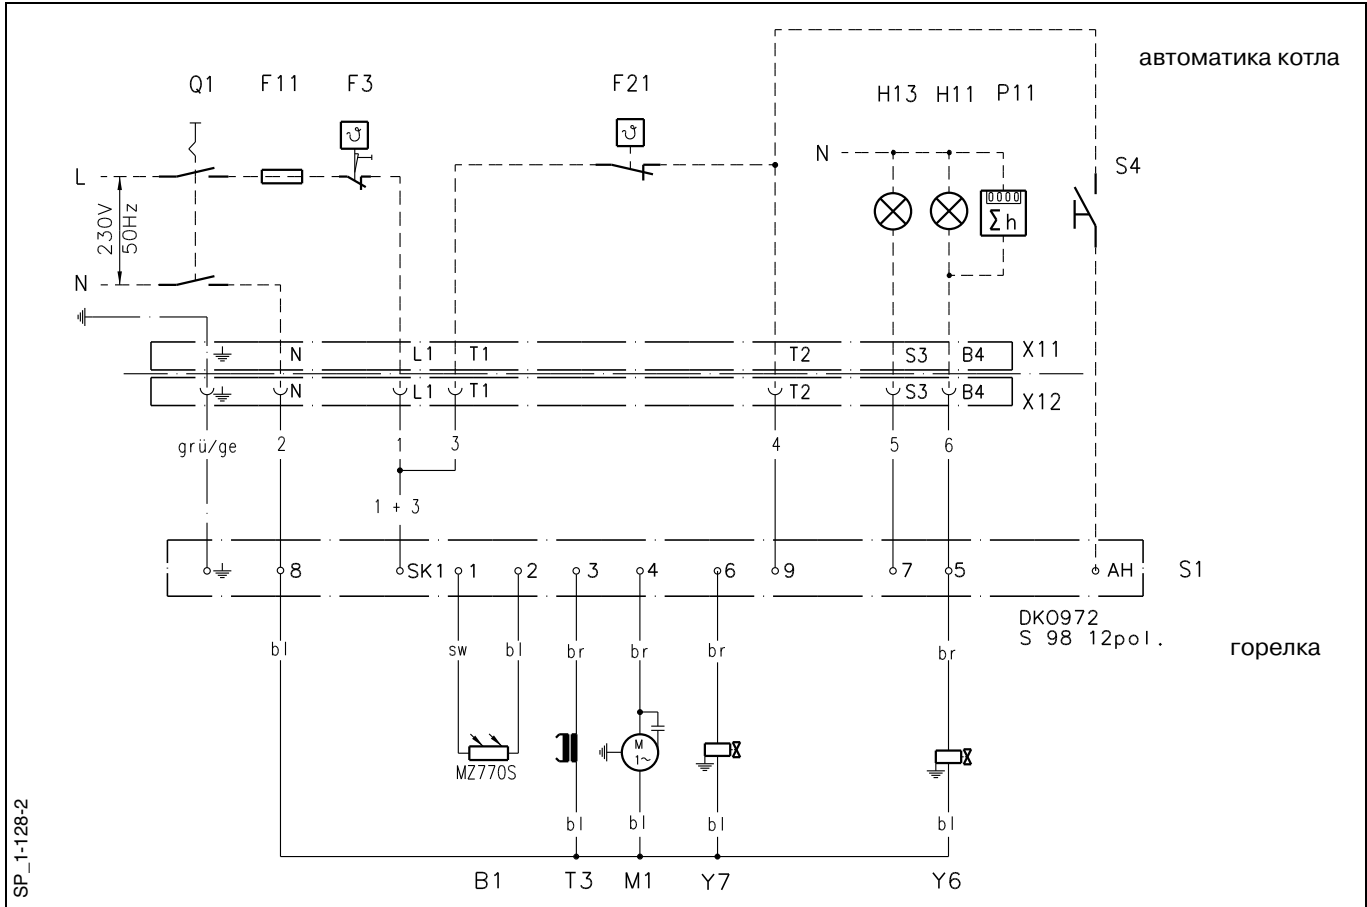 автоматика котла
Q1 F11 F3 F21 H13 H11 P11
S4
L
N
230V
50Hz
N
0000
Σh
ϑ
ϑ
N L1 T1 T2 S3 B4 X11
N L1 T1 T2 S3 B4 X12
grü/ge 2 1 3 4 5 6
1 + 3
8 SK1 1 2 3 4 6 9 7 5 AH S1
DKO972
S 98 12pol.
горелка
bl sw bl br br br br
MZ770S
M
1~
bl bl bl bl
B1 T3 M1 Y7 Y6
SP_1-128-2